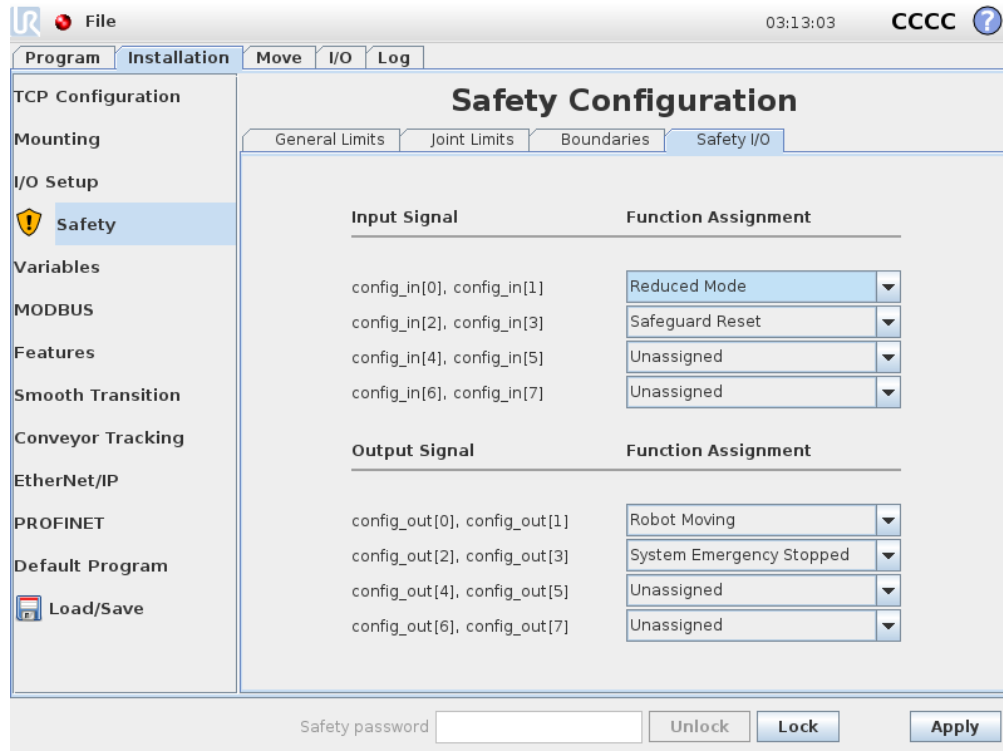 UR File 03:13:03 CCCC ?
Program Installation Move I/O Log
TCP Configuration
Mounting
I/O Setup
Safety
Variables
MODBUS
Features
Smooth Transition
Conveyor Tracking
EtherNet/IP
PROFINET
Default Program
Load/Save
Safety Configuration
General Limits Joint Limits Boundaries Safety I/O
Input Signal Function Assignment
config_in[0], config_in[1] Reduced Mode
config_in[2], config_in[3] Safeguard Reset
config_in[4], config_in[5] Unassigned
config_in[6], config_in[7] Unassigned
Output Signal Function Assignment
config_out[0], config_out[1] Robot Moving
config_out[2], config_out[3] System Emergency Stopped
config_out[4], config_out[5] Unassigned
config_out[6], config_out[7] Unassigned
Safety password Unlock Lock Apply